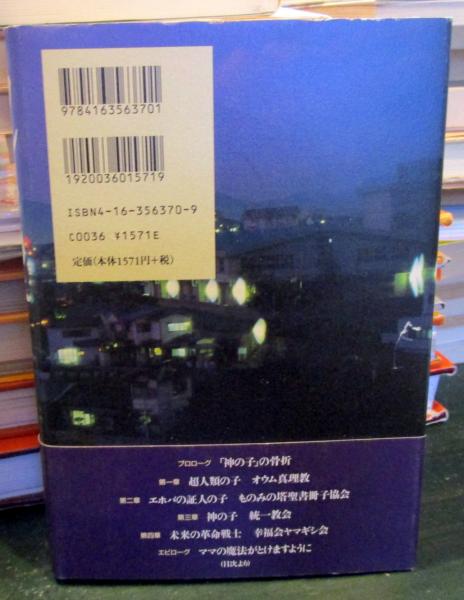 9784163563701
1920036015719
ISBN4-16-356370-9
C0036 ¥1571E
定価(本体1571円+税)
プロローグ 「神の子」の骨折
第一章 超人類の子 オウム真理教
第二章 エホバの証人の子 ものみの塔聖書冊子協会
第三章 神の子 統一教会
第四章 未来の革命戦士 幸福会ヤマギシ会
エピローグ ママの魔法がとけますように
(目次より)